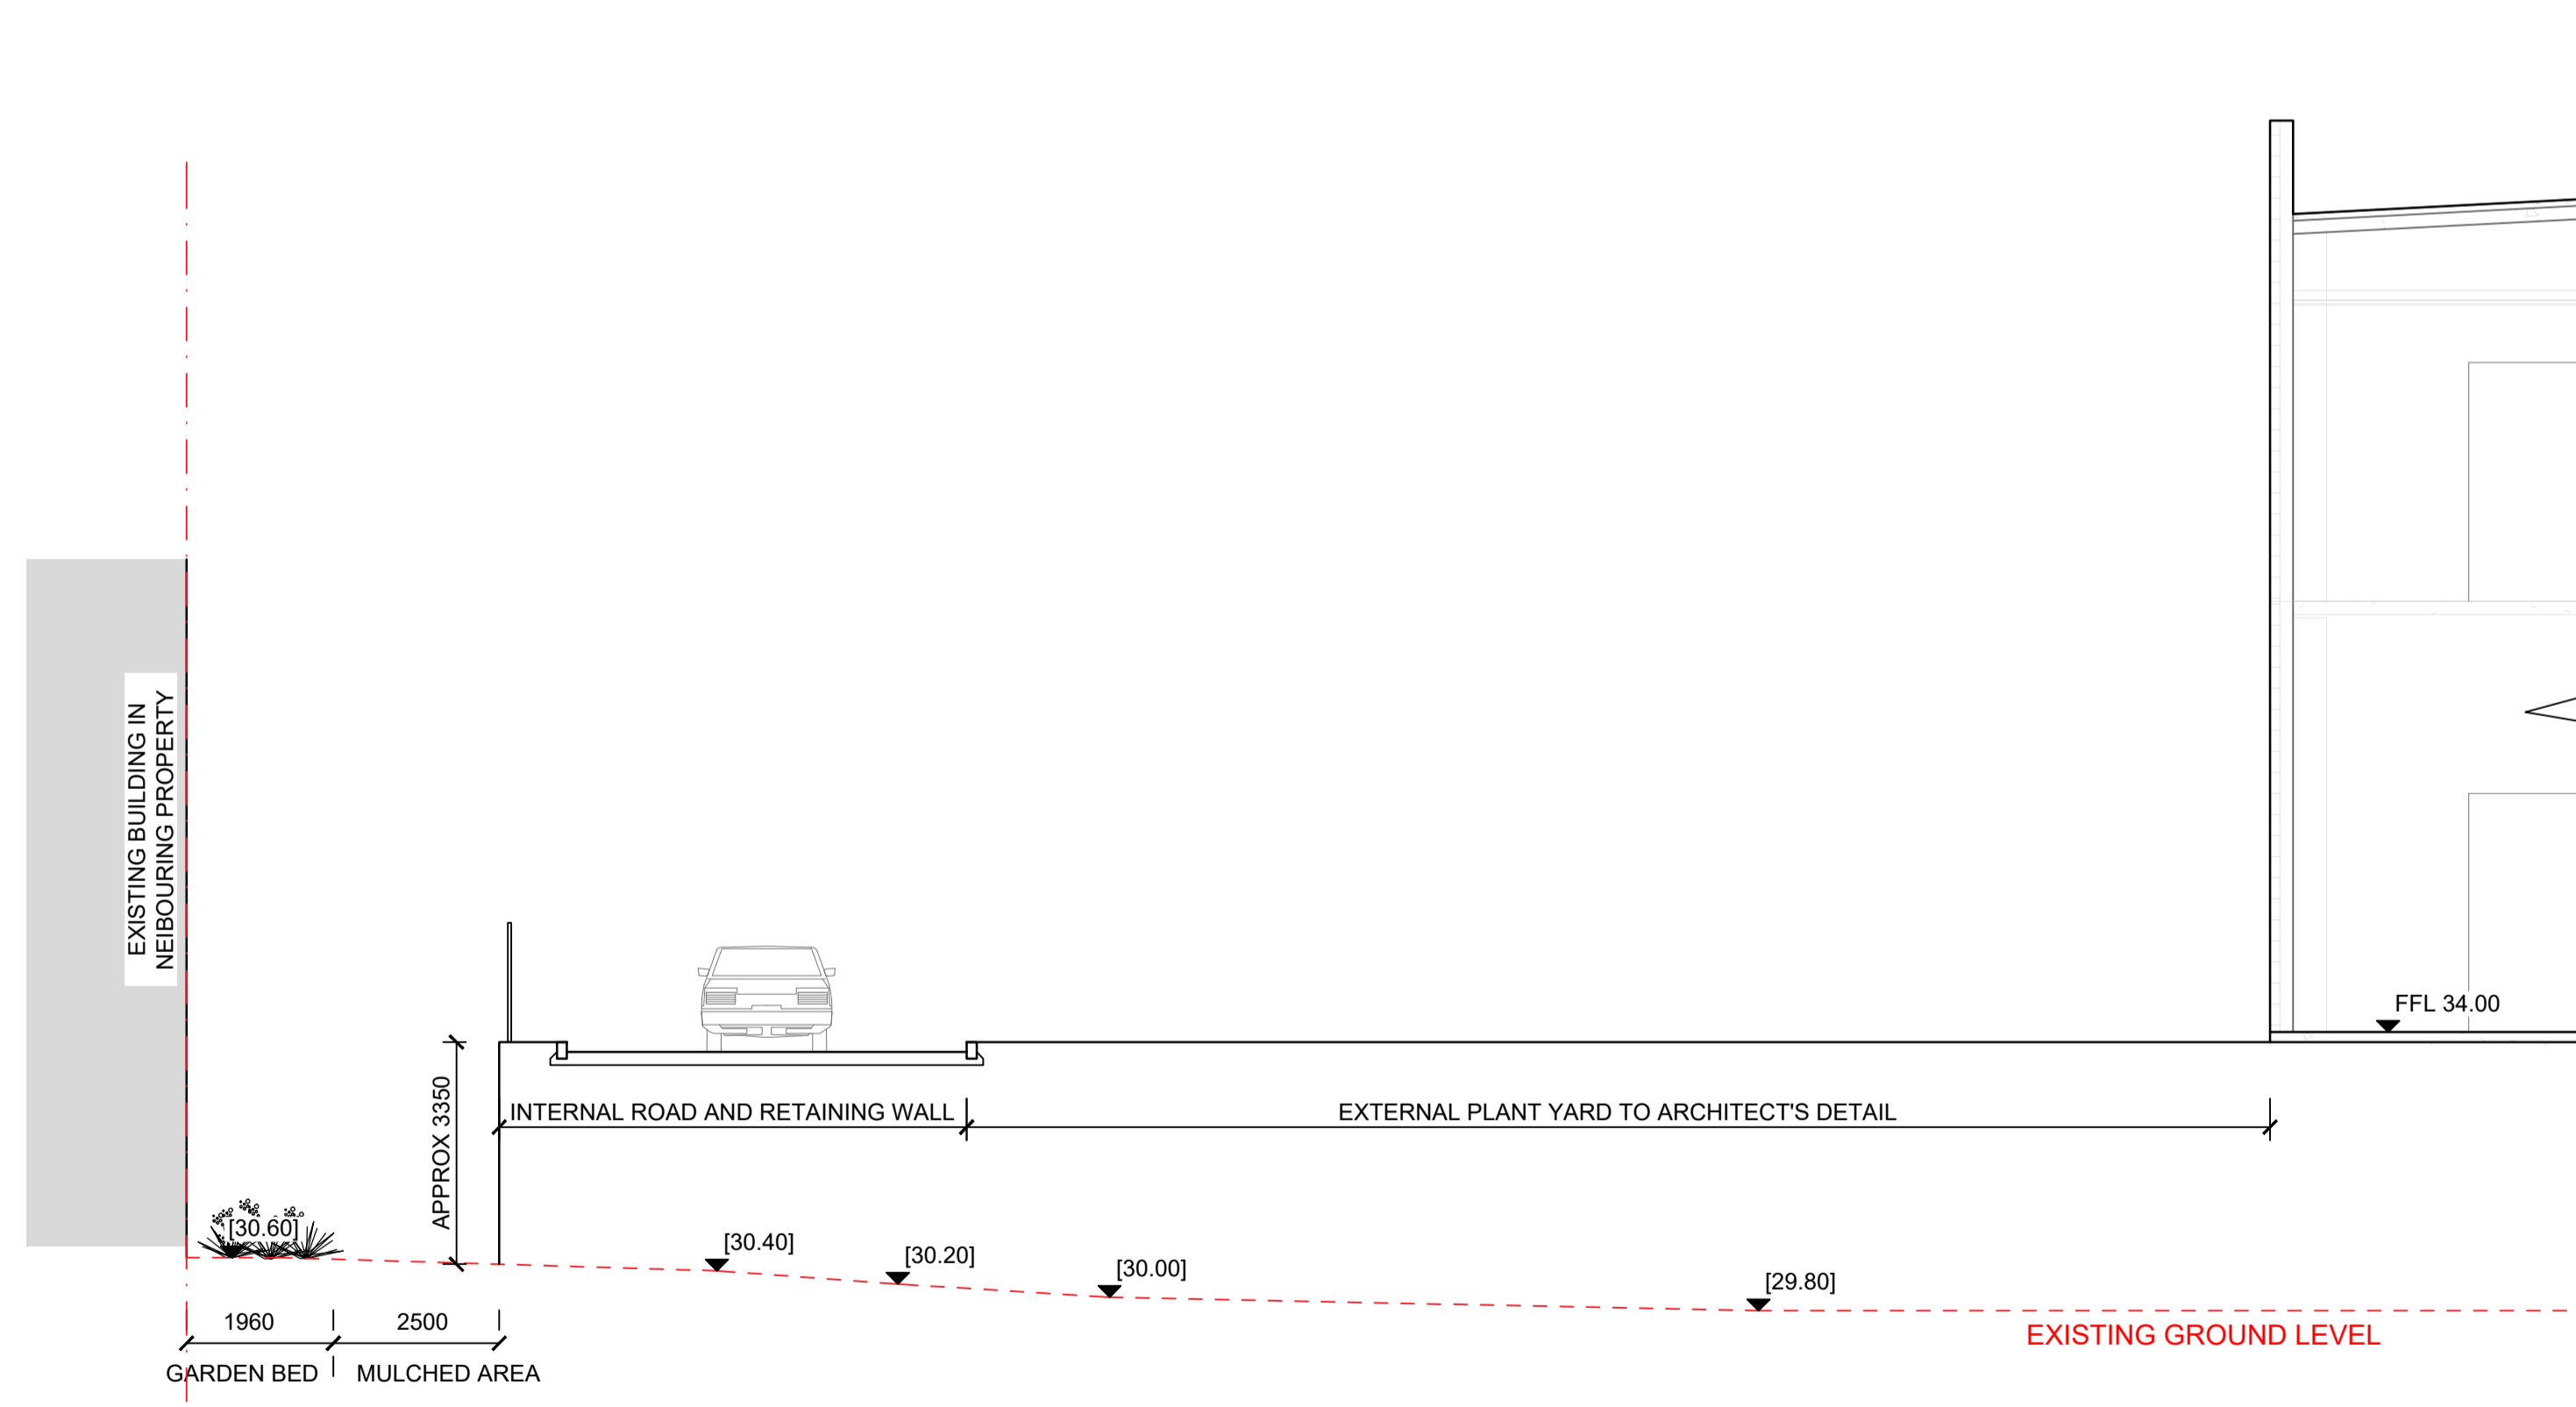 EXISTING BUILDING IN
NEIBOURING PROPERTY
FFL 34.00
APPROX 3350
INTERNAL ROAD AND RETAINING WALL
EXTERNAL PLANT YARD TO ARCHITECT'S DETAIL
[30.60]
[30.40]
[30.20]
[30.00]
[29.80]
EXISTING GROUND LEVEL
1960
2500
GARDEN BED
MULCHED AREA